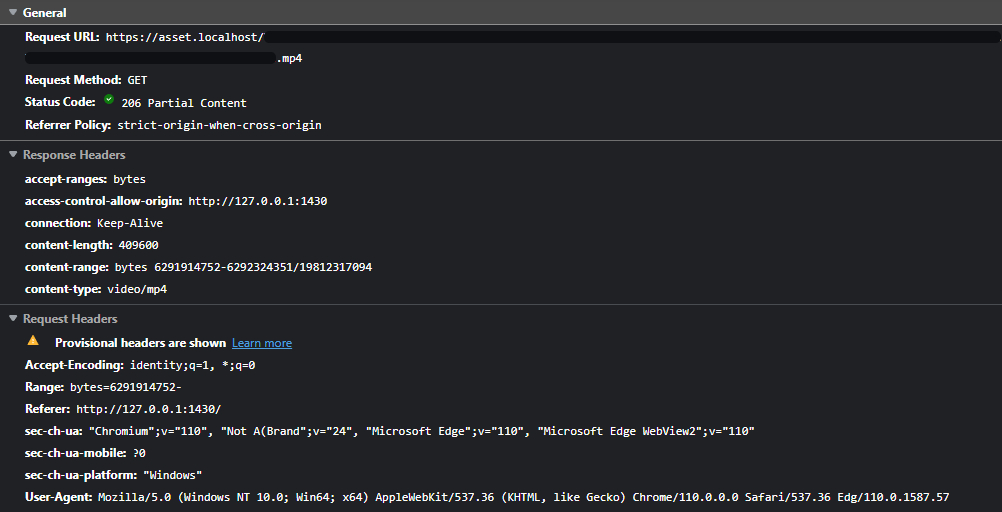 General
Request URL: https://asset.localhost/
.mp4
Request Method: GET
Status Code: 206 Partial Content
Referrer Policy: strict-origin-when-cross-origin
Response Headers
accept-ranges: bytes
access-control-allow-origin: http://127.0.0.1:1430
connection: Keep-Alive
content-length: 409600
content-range: bytes 6291914752-6292324351/19812317094
content-type: video/mp4
Request Headers
Provisional headers are shown Learn more
Accept-Encoding: identity;q=1, *;q=0
Range: bytes=6291914752-
Referer: http://127.0.0.1:1430/
sec-ch-ua: "Chromium";v="110", "Not A(Brand";v="24", "Microsoft Edge";v="110", "Microsoft Edge WebView2";v="110"
sec-ch-ua-mobile: ?0
sec-ch-ua-platform: "Windows"
User-Agent: Mozilla/5.0 (Windows NT 10.0; Win64; x64) AppleWebKit/537.36 (KHTML, like Gecko) Chrome/110.0.0.0 Safari/537.36 Edg/110.0.1587.57